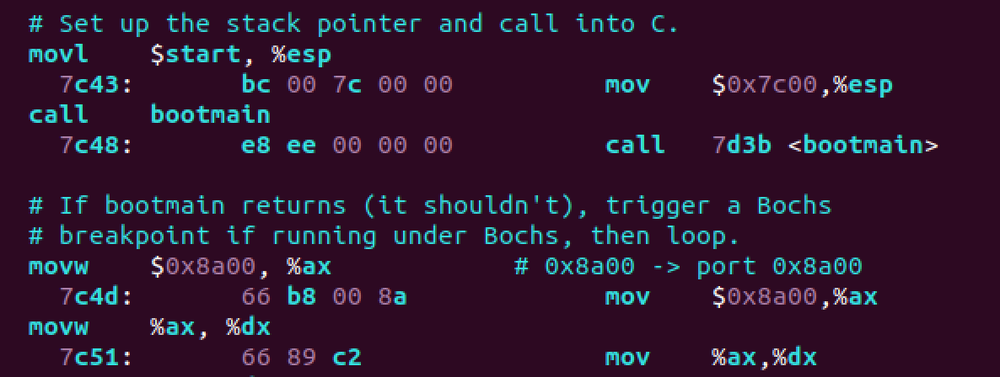 # Set up the stack pointer and call into C.
movl    $start, %esp
  7c43:       bc 00 7c 00 00          mov    $0x7c00,%esp
call    bootmain
  7c48:       e8 ee 00 00 00          call   7d3b <bootmain>
# If bootmain returns (it shouldn't), trigger a Bochs
# breakpoint if running under Bochs, then loop.
movw    $0x8a00, %ax            # 0x8a00 -> port 0x8a00
  7c4d:       66 b8 00 8a             mov    $0x8a00,%ax
movw    %ax, %dx
  7c51:       66 89 c2                mov    %ax,%dx